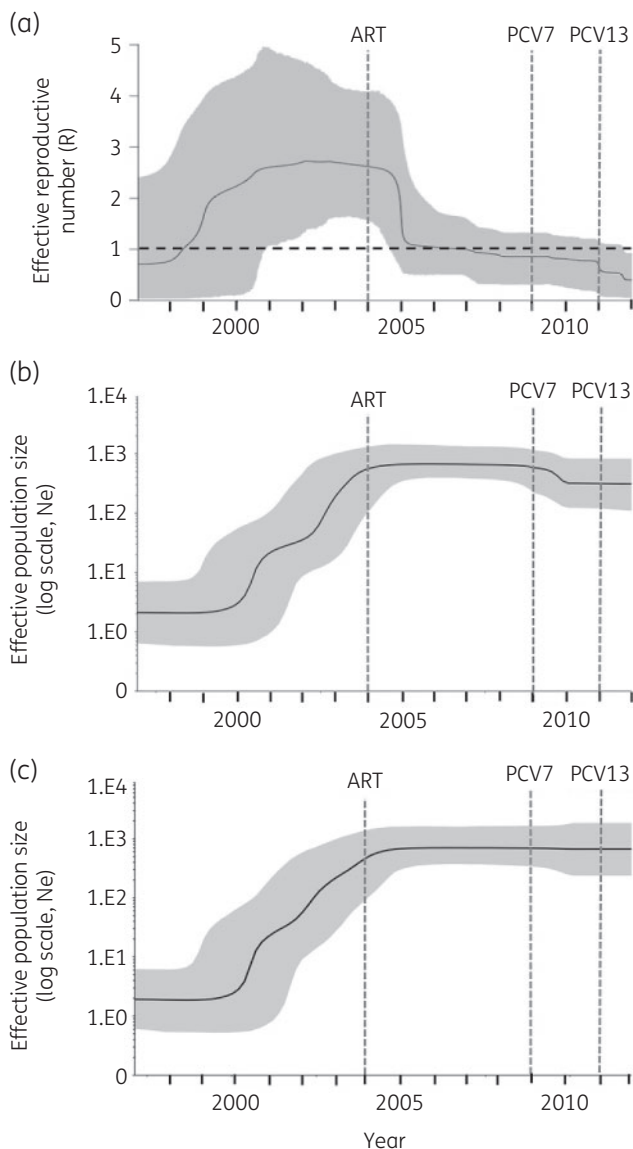 (a)
ART PCV7 PCV13
Effective reproductive
number (R)
5
4
3
2
1
0
2000 2005 2010
(b)
ART PCV7 PCV13
Effective population size
(log scale, Ne)
1.E4
1.E3
1.E2
1.E1
1.E0
0
2000 2005 2010
(c)
ART PCV7 PCV13
Effective population size
(log scale, Ne)
1.E4
1.E3
1.E2
1.E1
1.E0
0
2000 2005 2010
Year